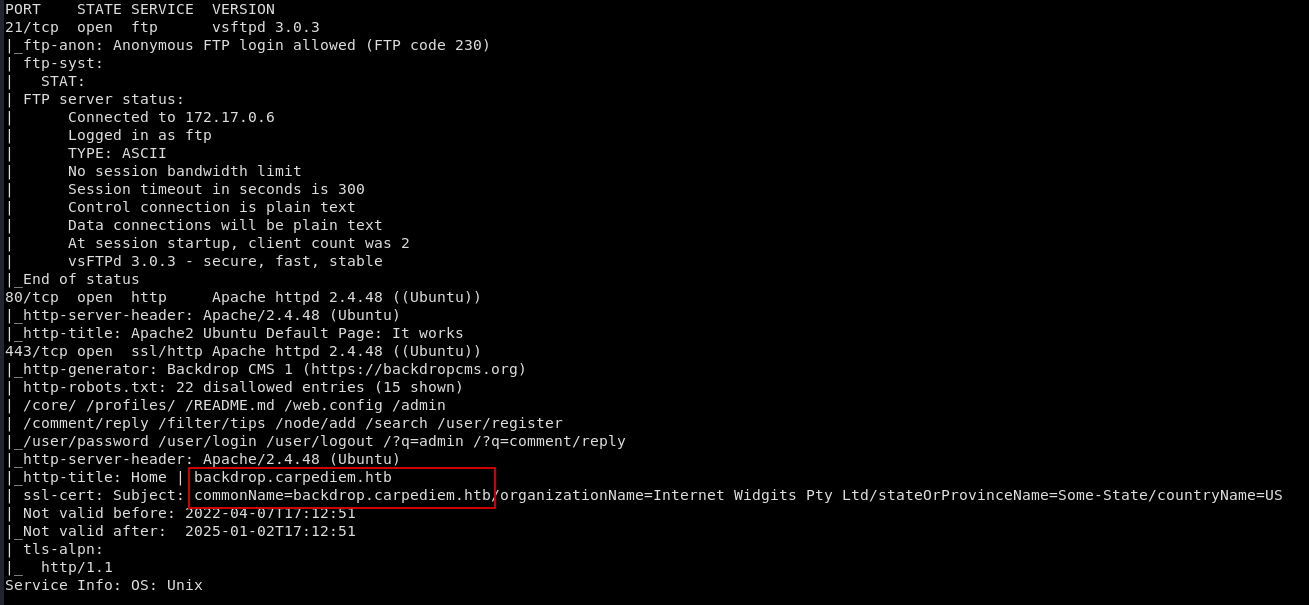 PORT    STATE SERVICE  VERSION
21/tcp  open  ftp      vsftpd 3.0.3
|_ftp-anon: Anonymous FTP login allowed (FTP code 230)
| ftp-syst:
|   STAT:
| FTP server status:
|      Connected to 172.17.0.6
|      Logged in as ftp
|      TYPE: ASCII
|      No session bandwidth limit
|      Session timeout in seconds is 300
|      Control connection is plain text
|      Data connections will be plain text
|      At session startup, client count was 2
|      vsFTPd 3.0.3 - secure, fast, stable
|_End of status
80/tcp  open  http     Apache httpd 2.4.48 ((Ubuntu))
|_http-server-header: Apache/2.4.48 (Ubuntu)
|_http-title: Apache2 Ubuntu Default Page: It works
443/tcp open  ssl/http Apache httpd 2.4.48 ((Ubuntu))
|_http-generator: Backdrop CMS 1 (https://backdropcms.org)
| http-robots.txt: 22 disallowed entries (15 shown)
| /core/ /profiles/ /README.md /web.config /admin
| /comment/reply /filter/tips /node/add /search /user/register
|_/user/password /user/login /user/logout /?q=admin /?q=comment/reply
|_http-server-header: Apache/2.4.48 (Ubuntu)
|_http-title: Home | backdrop.carpediem.htb
| ssl-cert: Subject: commonName=backdrop.carpediem.htb/organizationName=Internet Widgits Pty Ltd/stateOrProvinceName=Some-State/countryName=US
| Not valid before: 2022-04-07T17:12:51
|_Not valid after:  2025-01-02T17:12:51
| tls-alpn:
|_  http/1.1
Service Info: OS: Unix